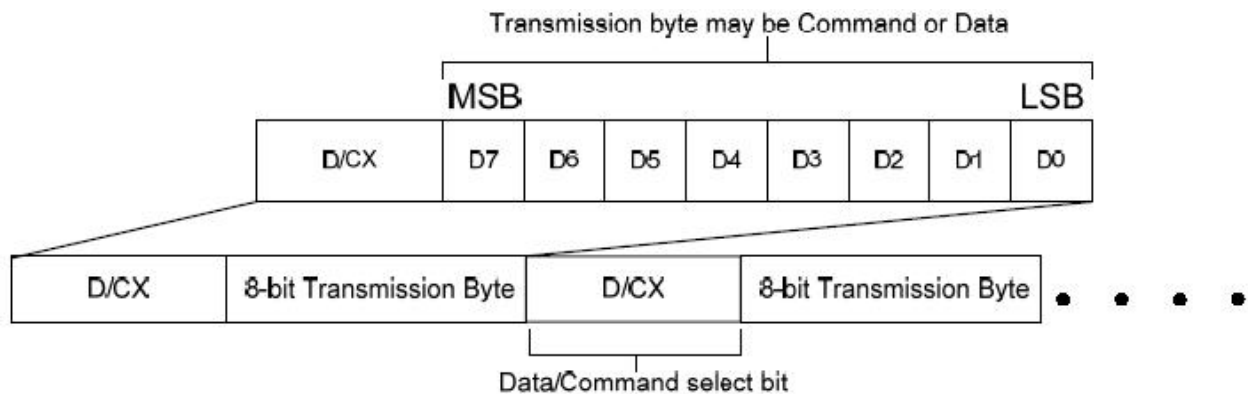 Transmission byte may be Command or Data
MSB LSB
D/CX D7 D6 D5 D4 D3 D2 D1 D0
D/CX 8-bit Transmission Byte D/CX 8-bit Transmission Byte
Data/Command select bit